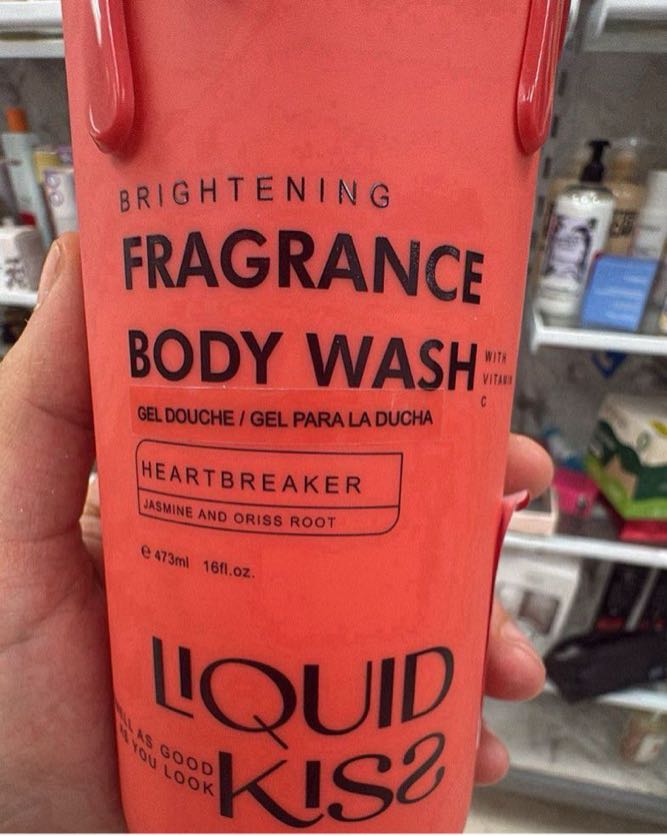 BRIGHTENING
FRAGRANCE
BODY WASH
WITH
VITAMIN
C
GEL DOUCHE / GEL PARA LA DUCHA
HEARTBREAKER
JASMINE AND ORISS ROOT
e 473ml 16fl.oz.
LIQUID
KISS
AS GOOD
AS YOU LOOK